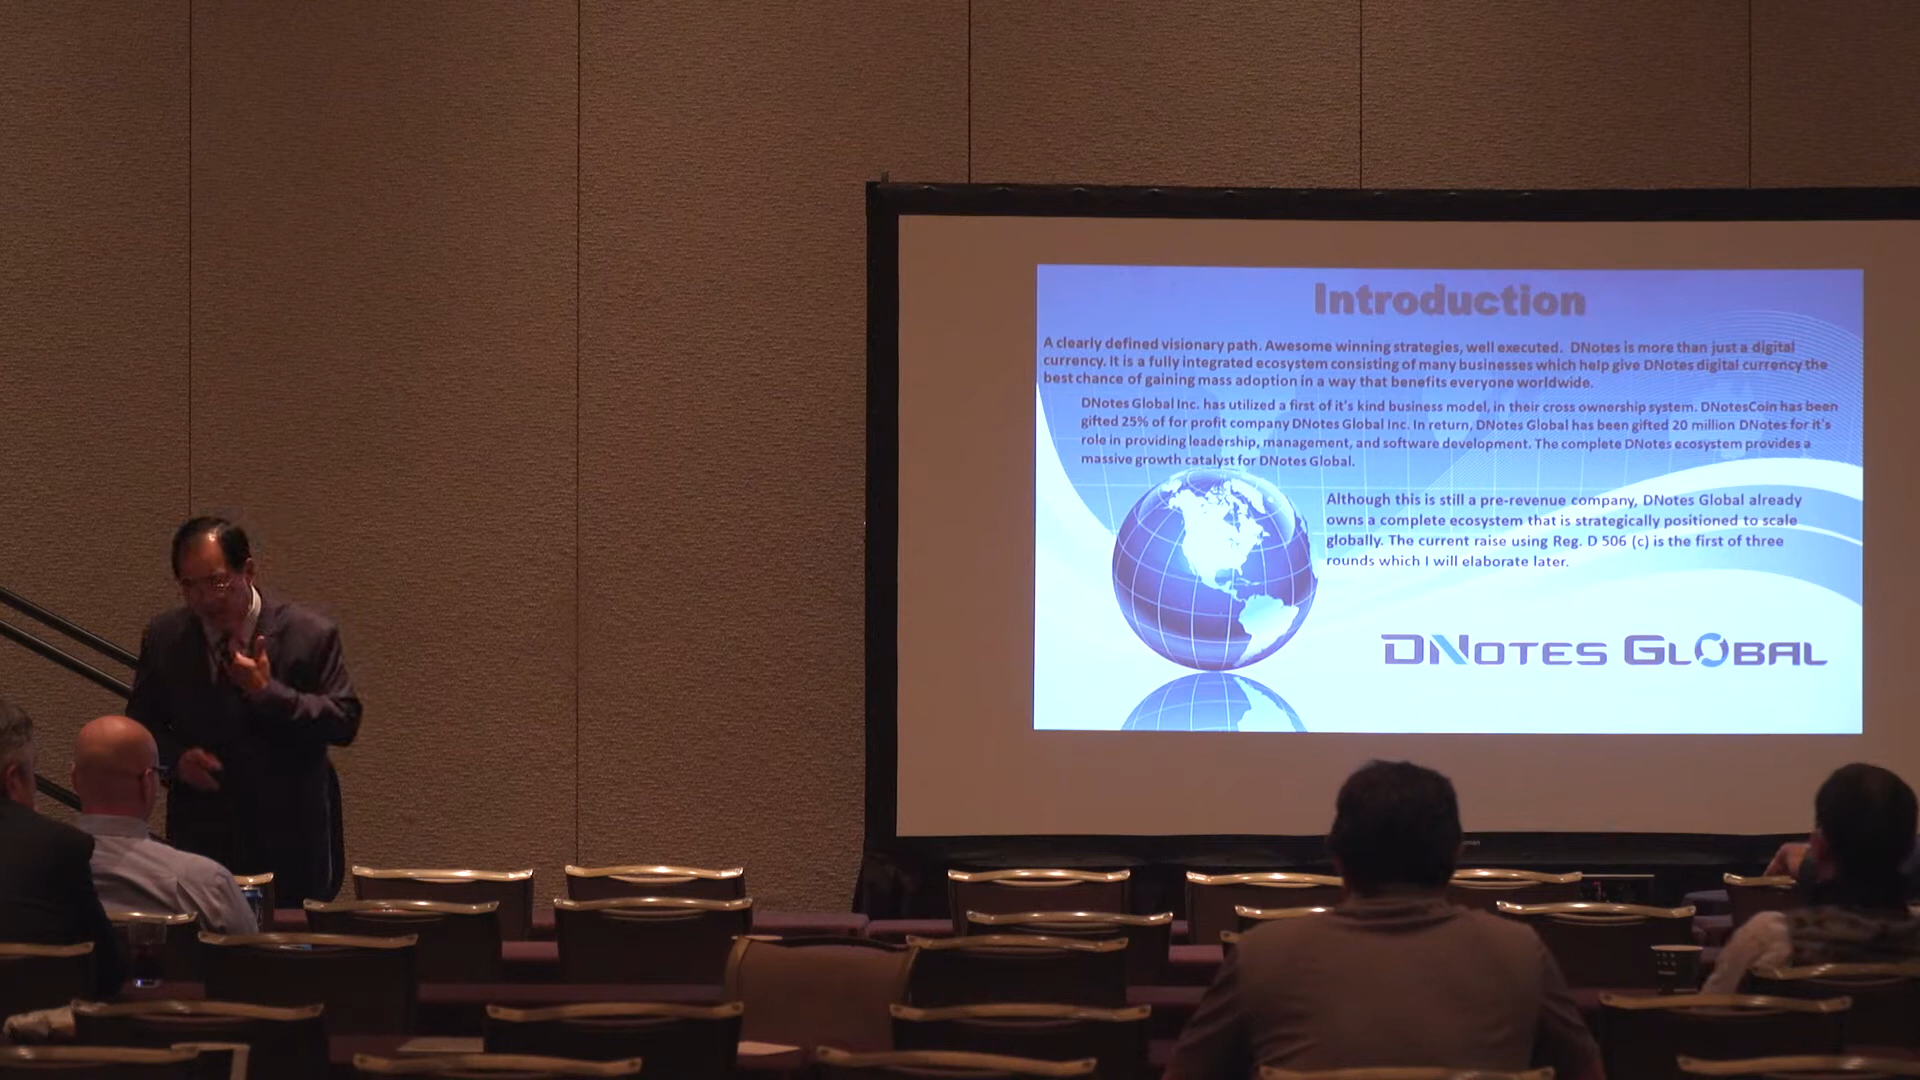 Introduction
A clearly defined visionary path. Awesome winning strategies, well executed. DNotes is more than just a digital
currency. It is a fully integrated ecosystem consisting of many businesses which help give DNotes digital currency the
best chance of gaining mass adoption in a way that benefits everyone worldwide.
DNotes Global Inc. has utilized a first of it's kind business model, in their cross ownership system. DNotesCoin has been
gifted 25% of for profit company DNotes Global Inc. In return, DNotes Global has been gifted 20 million DNotes for it's
role in providing leadership, management, and software development. The complete DNotes ecosystem provides a
massive growth catalyst for DNotes Global.
Although this is still a pre-revenue company, DNotes Global already
owns a complete ecosystem that is strategically positioned to scale
globally. The current raise using Reg. D 506 (c) is the first of three
rounds which I will elaborate later.
DNOTES GLOBAL